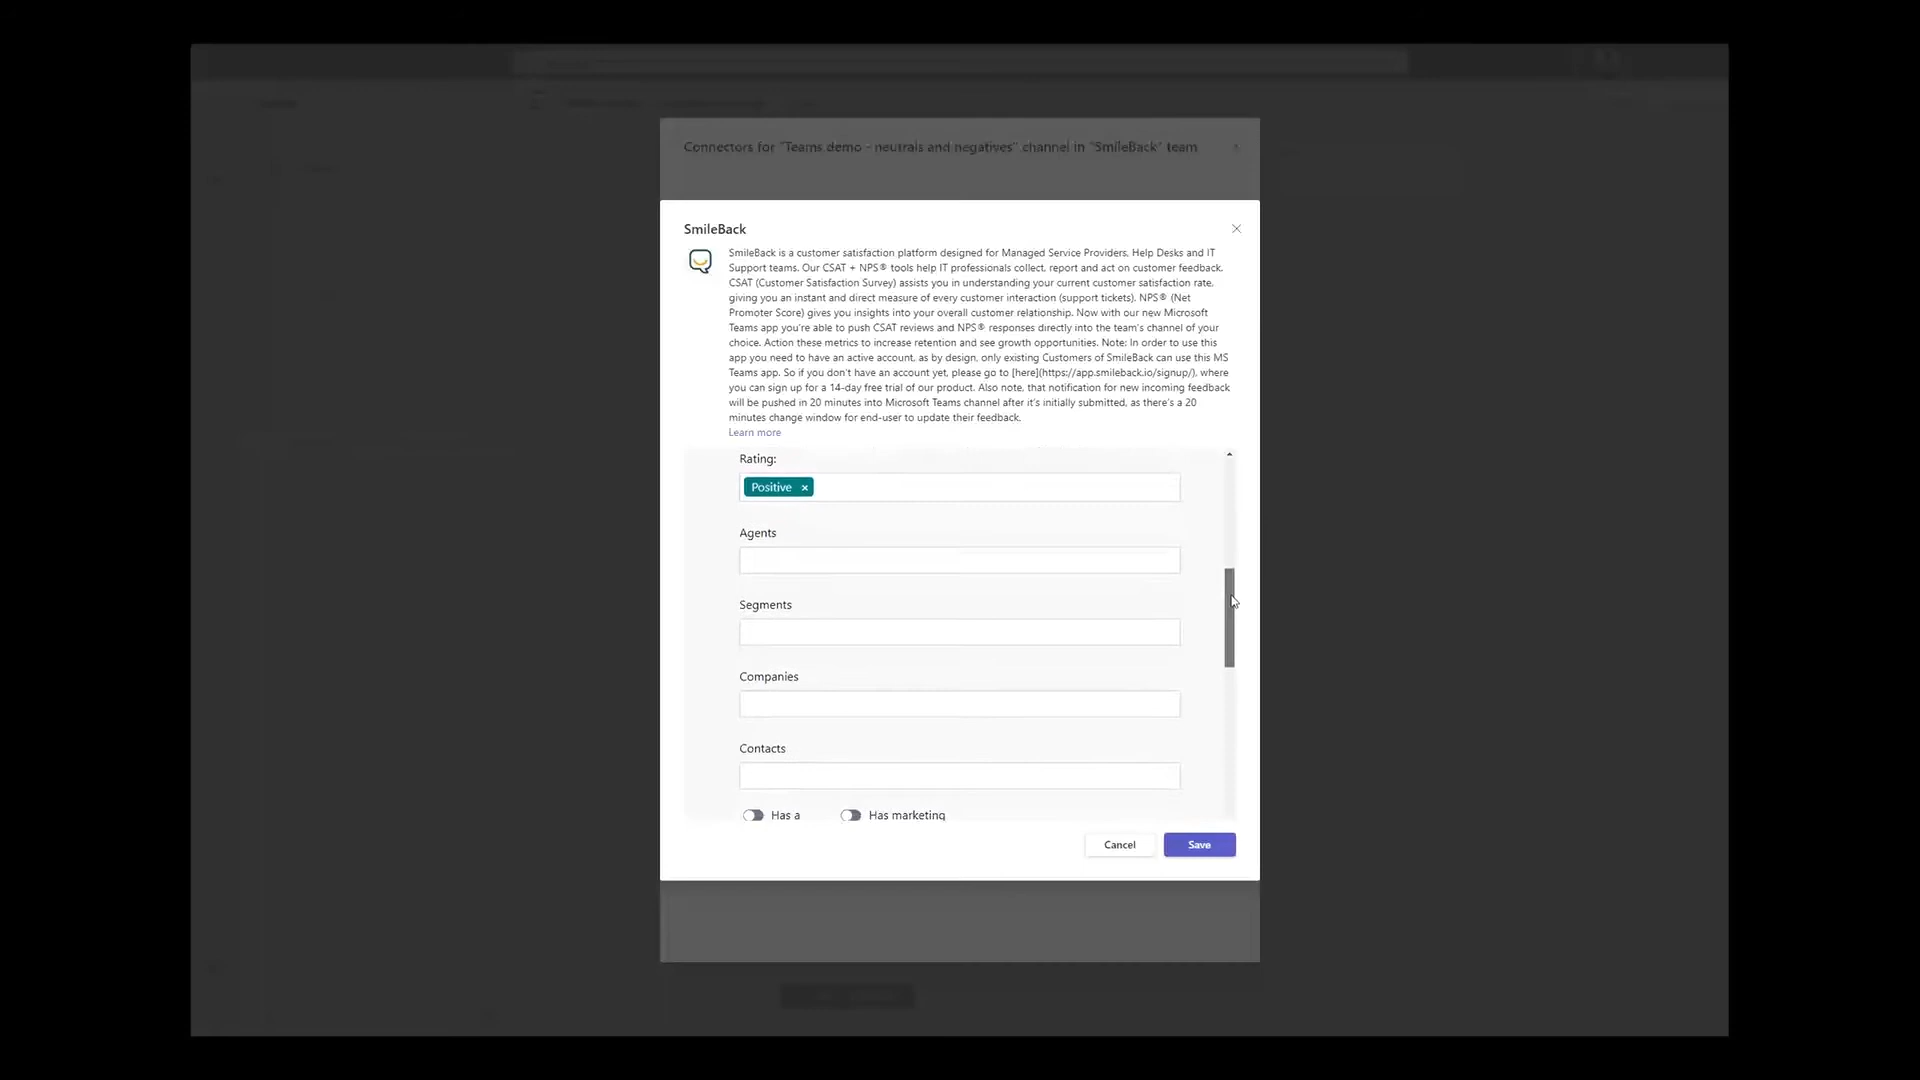 Connectors for "Teams demo - neutrals and negatives" channel in "SmileBack" team
SmileBack
SmileBack is a customer satisfaction platform designed for Managed Service Providers, Help Desks and IT
Support teams. Our CSAT + NPS® tools help IT professionals collect, report and act on customer feedback.
CSAT (Customer Satisfaction Survey) assists you in understanding your current customer satisfaction rate,
giving you an instant and direct measure of every customer interaction (support tickets). NPS® (Net
Promoter Score) gives you insights into your overall customer relationship. Now with our new Microsoft
Teams app you're able to push CSAT reviews and NPS® responses directly into the team's channel of your
choice. Action these metrics to increase retention and see growth opportunities. Note: In order to use this
app you need to have an active account, as by design, only existing Customers of SmileBack can use this MS
Teams app. So if you don't have an account yet, please go to [here](https://app.smileback.io/signup/), where
you can sign up for a 14-day free trial of our product. Also note, that notification for new incoming feedback
will be pushed in 20 minutes into Microsoft Teams channel after it's initially submitted, as there's a 20
minutes change window for end-user to update their feedback.
Learn more
Rating:
Positive ×
Agents
Segments
Companies
Contacts
Has a Has marketing
Cancel Save